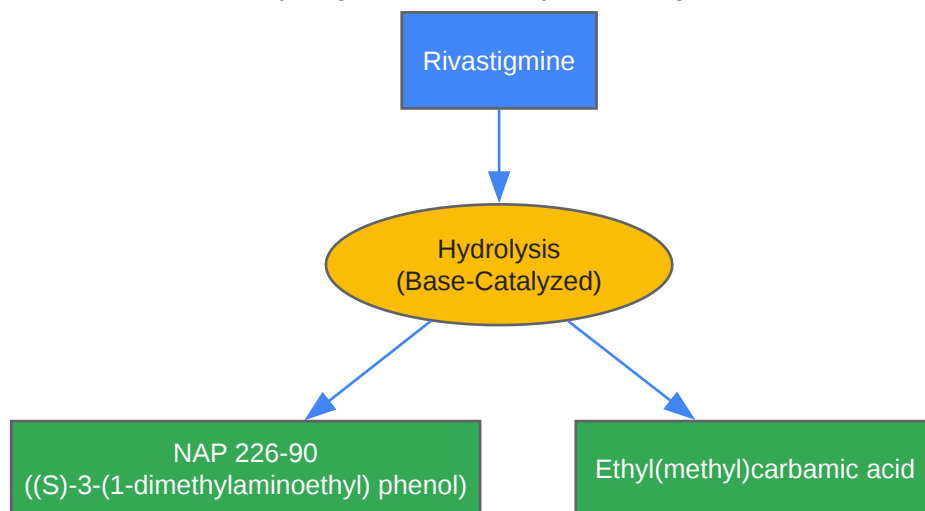 Rivastigmine
Hydrolysis
(Base-Catalyzed)
NAP 226-90
((S)-3-(1-dimethylaminoethyl) phenol)
Ethyl(methyl)carbamic acid